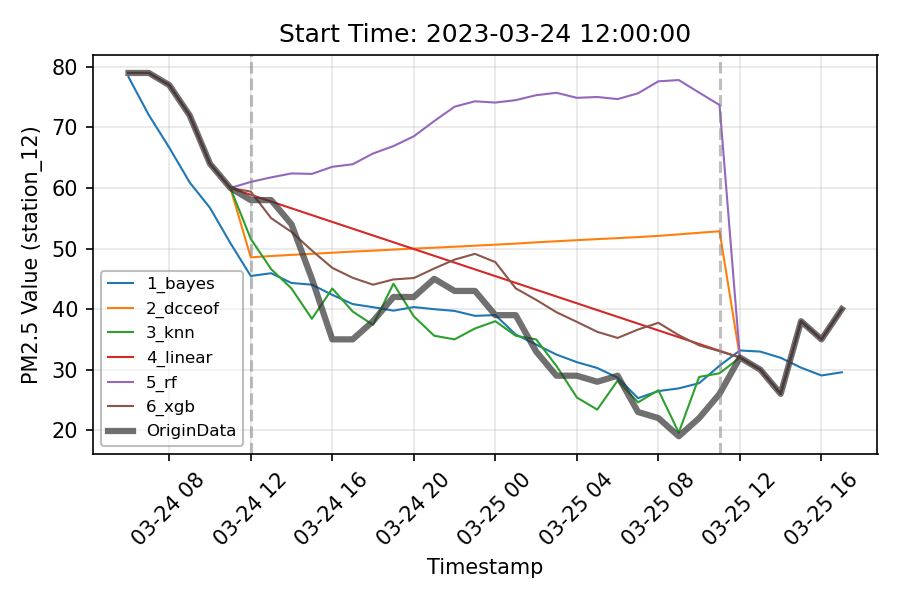 Start Time: 2023-03-24 12:00:00
PM2.5 Value (station_12)
80
70
60
50
40
30
20
1_bayes
2_dcceof
3_knn
4_linear
5_rf
6_xgb
OriginData
03-24 08
03-24 12
03-24 16
03-24 20
03-25 00
03-25 04
03-25 08
03-25 12
03-25 16
Timestamp